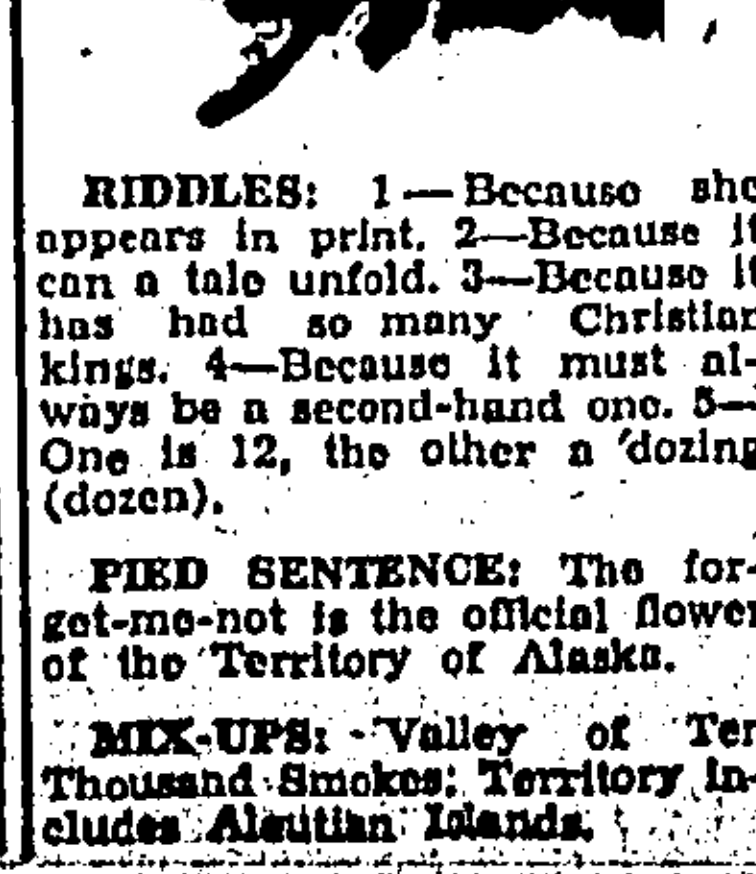 RIDDLES: 1—Because she
appears in print. 2—Because it
can a tale unfold. 3—Because it
has had so many Christian
kings. 4—Because it must al-
ways be a second-hand one. 5—
One is 12, the other a dozing
(dozen).
PIED SENTENCE: The for-
get-me-not is the official flower
of the Territory of Alaska.
MIX-UPS: Valley of Ten
Thousand Smokes; Territory in-
cludes Aleutian Islands.